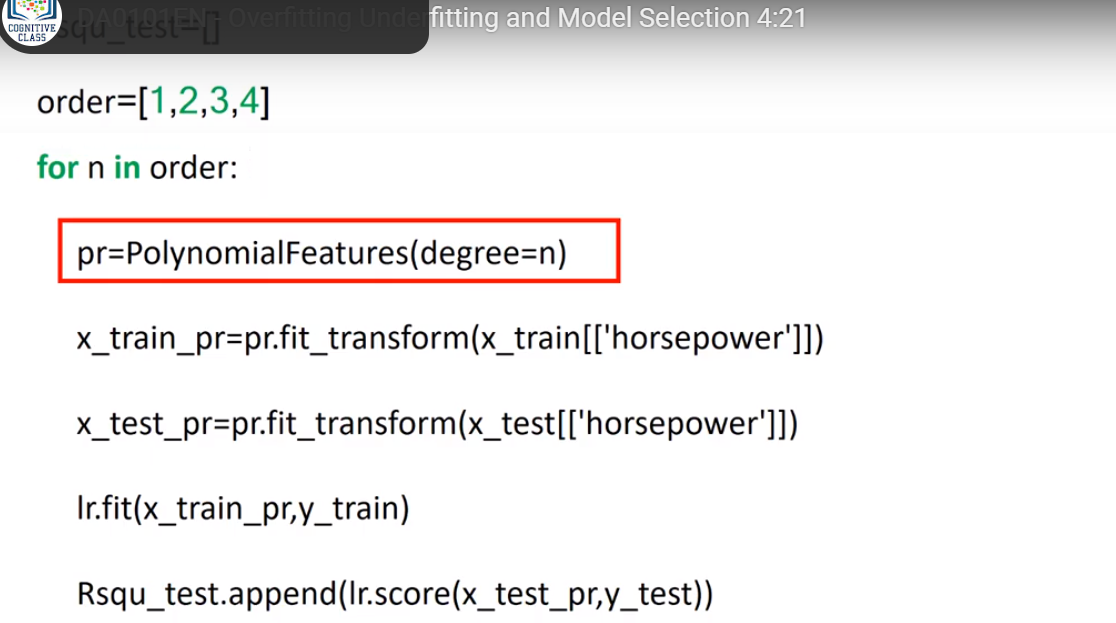 DA0101EN - Overfitting Underfitting and Model Selection 4:21
COGNITIVE
CLASS
Rsqu_test=[]
order=[1,2,3,4]
for n in order:
pr=PolynomialFeatures(degree=n)
x_train_pr=pr.fit_transform(x_train[['horsepower']])
x_test_pr=pr.fit_transform(x_test[['horsepower']])
lr.fit(x_train_pr,y_train)
Rsqu_test.append(lr.score(x_test_pr,y_test))